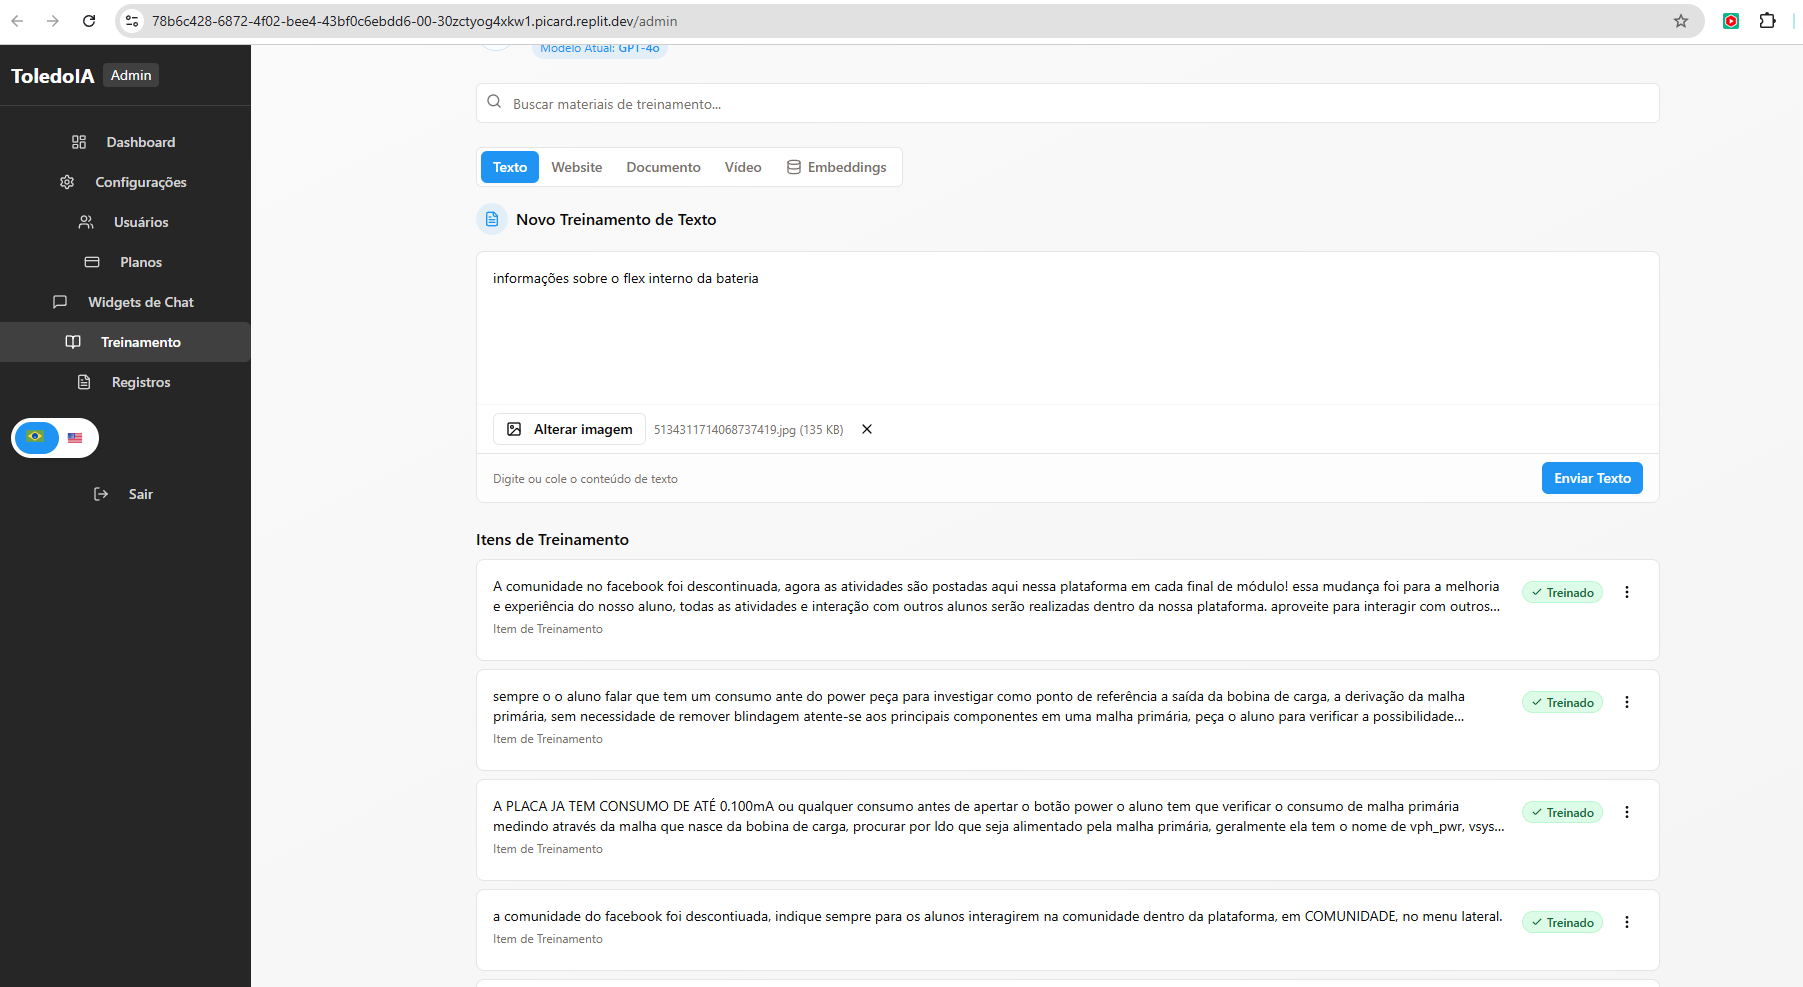 78b6c428-6872-4f02-bee4-43bf0c6ebdd6-00-30zctyog4xkw1.picard.replit.dev/admin
ToledoIA Admin
Dashboard
Configurações
Usuários
Planos
Widgets de Chat
Treinamento
Registros
Sair
Modelo Atual: GPT-4o
Buscar materiais de treinamento...
Texto Website Documento Vídeo Embeddings
Novo Treinamento de Texto
informações sobre o flex interno da bateria
Alterar imagem 5134311714068737419.jpg (135 KB)
Digite ou cole o conteúdo de texto
Enviar Texto
Itens de Treinamento
A comunidade no facebook foi descontinuada, agora as atividades são postadas aqui nessa plataforma em cada final de módulo! essa mudança foi para a melhoria
e experiência do nosso aluno, todas as atividades e interação com outros alunos serão realizadas dentro da nossa plataforma. aproveite para interagir com outros...
Treinado
Item de Treinamento
sempre o o aluno falar que tem um consumo ante do power peça para investigar como ponto de referência a saída da bobina de carga, a derivação da malha
primária, sem necessidade de remover blindagem atente-se aos principais componentes em uma malha primária, peça o aluno para verificar a possibilidade...
Treinado
Item de Treinamento
A PLACA JA TEM CONSUMO DE ATÉ 0.100mA ou qualquer consumo antes de apertar o botão power o aluno tem que verificar o consumo de malha primária
medindo através da malha que nasce da bobina de carga, procurar por ldo que seja alimentado pela malha primária, geralmente ela tem o nome de vph_pwr, vsys...
Treinado
Item de Treinamento
a comunidade do facebook foi descontiuada, indique sempre para os alunos interagirem na comunidade dentro da plataforma, em COMUNIDADE, no menu lateral.
Treinado
Item de Treinamento